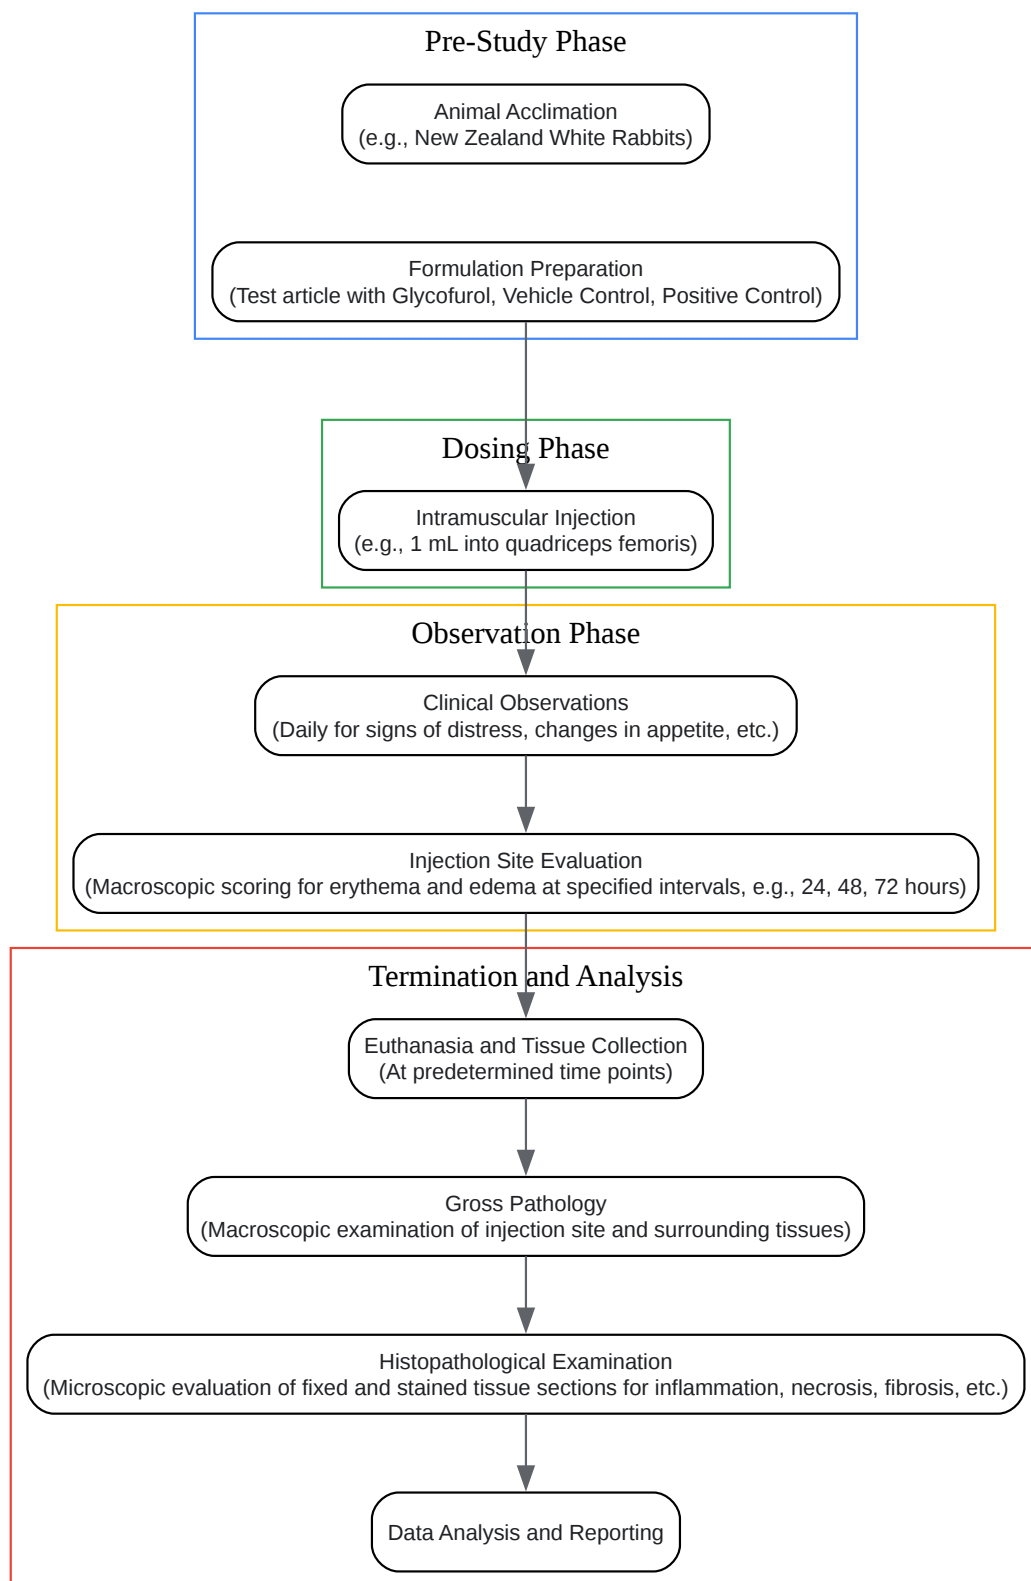 Pre-Study Phase
Animal Acclimation
(e.g., New Zealand White Rabbits)
Formulation Preparation
(Test article with Glycofurol, Vehicle Control, Positive Control)
Dosing Phase
Intramuscular Injection
(e.g., 1 mL into quadriceps femoris)
Observation Phase
Clinical Observations
(Daily for signs of distress, changes in appetite, etc.)
Injection Site Evaluation
(Macroscopic scoring for erythema and edema at specified intervals, e.g., 24, 48, 72 hours)
Termination and Analysis
Euthanasia and Tissue Collection
(At predetermined time points)
Gross Pathology
(Macroscopic examination of injection site and surrounding tissues)
Histopathological Examination
(Microscopic evaluation of fixed and stained tissue sections for inflammation, necrosis, fibrosis, etc.)
Data Analysis and Reporting